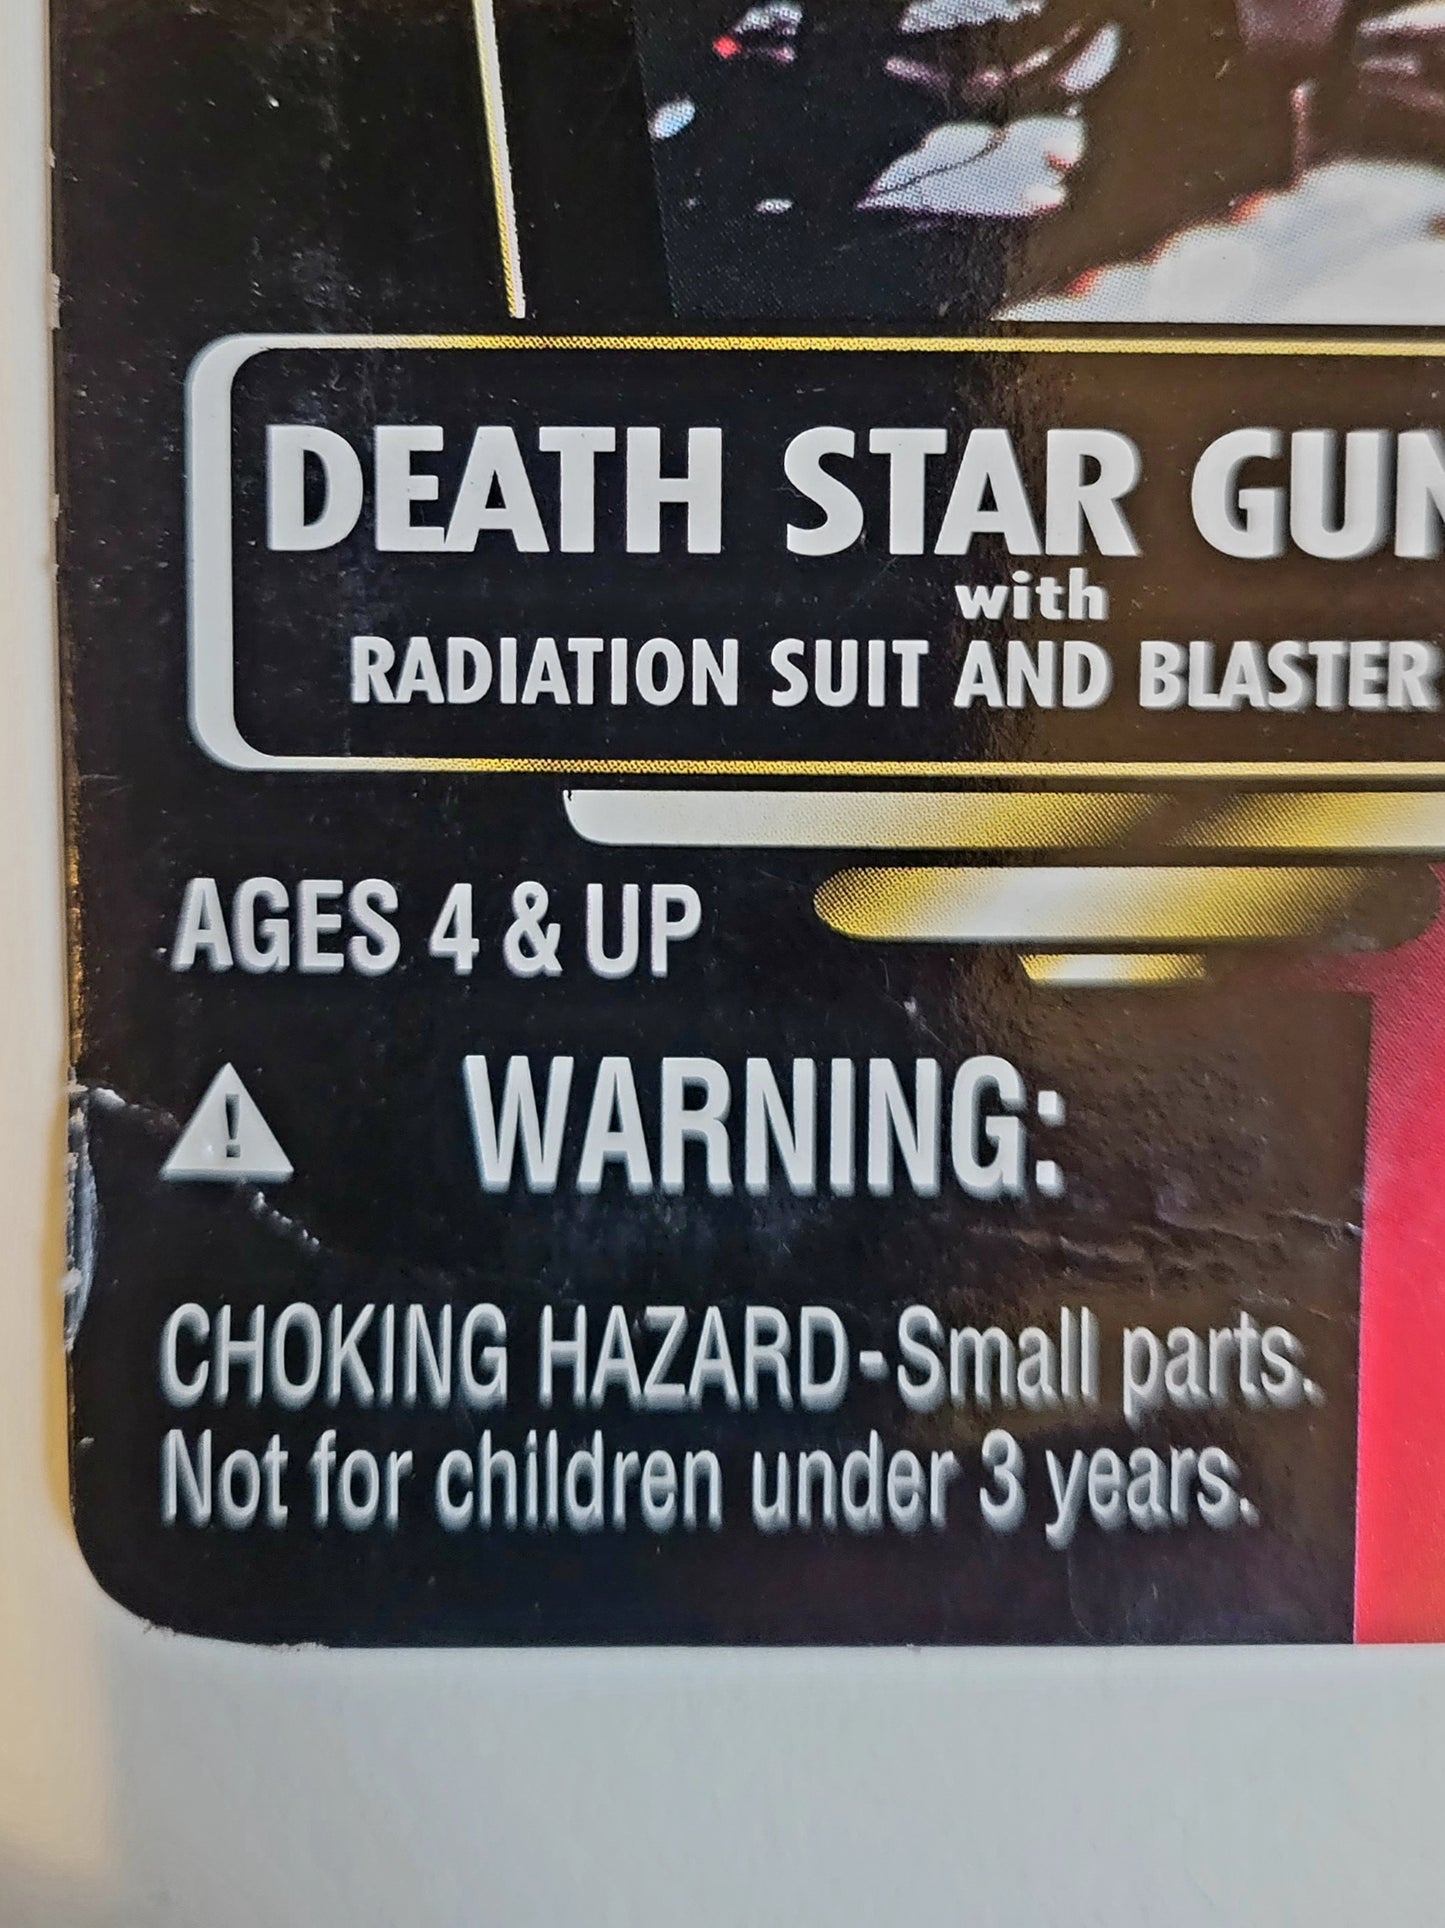 DEATH STAR GUN
with
RADIATION SUIT AND BLASTER
AGES 4 & UP
WARNING:
CHOKING HAZARD-Small parts.
Not for children under 3 years.